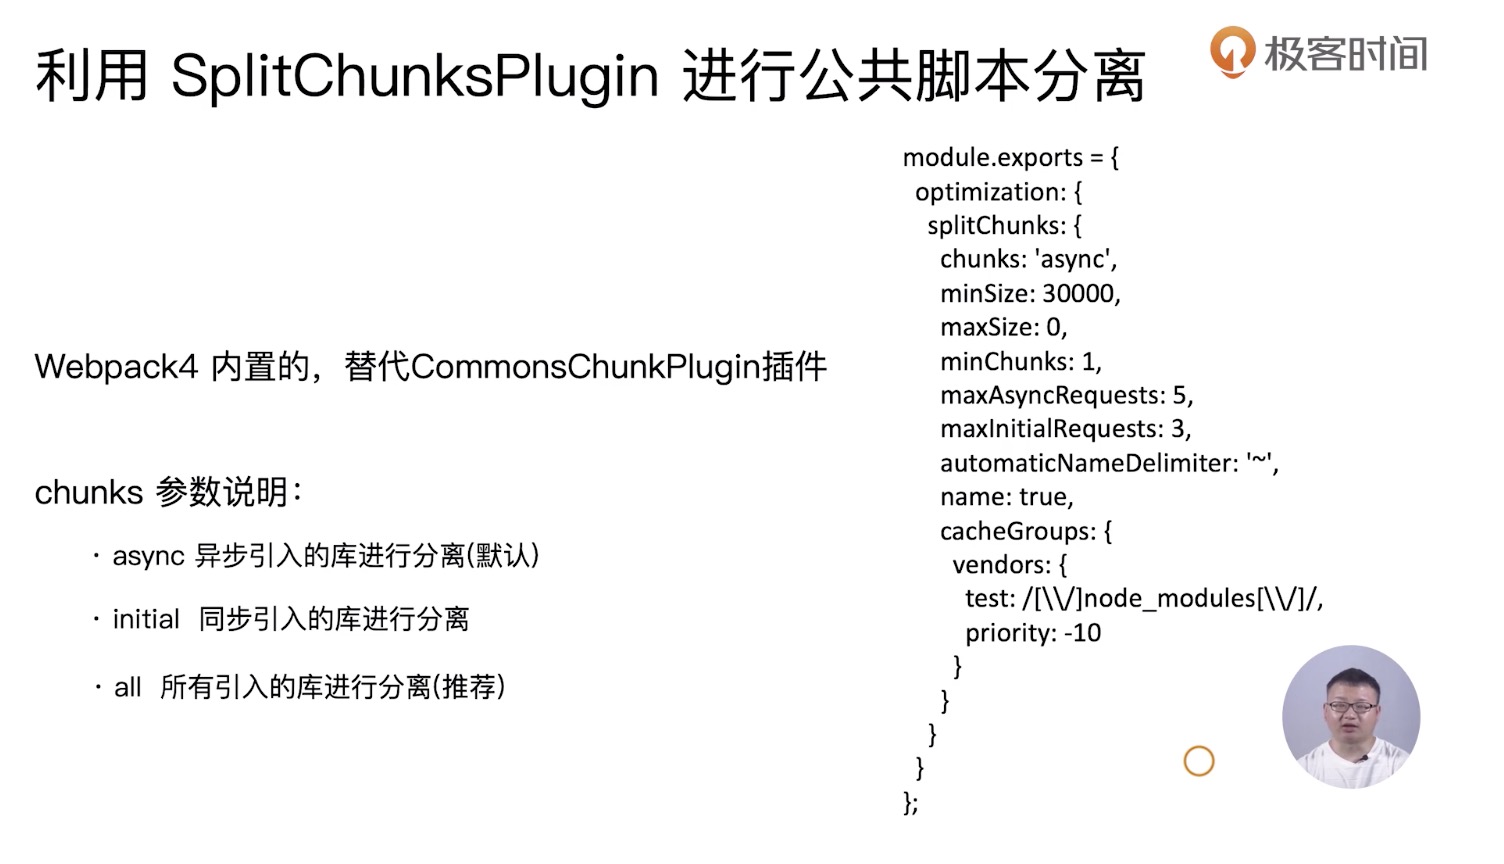 利用 SplitChunksPlugin 进行公共脚本分离
极客时间
Webpack4 内置的，替代CommonsChunkPlugin插件
chunks 参数说明：
· async 异步引入的库进行分离(默认)
· initial 同步引入的库进行分离
· all 所有引入的库进行分离(推荐)
module.exports = {
optimization: {
splitChunks: {
chunks: 'async',
minSize: 30000,
maxSize: 0,
minChunks: 1,
maxAsyncRequests: 5,
maxInitialRequests: 3,
automaticNameDelimiter: '~',
name: true,
cacheGroups: {
vendors: {
test: /[\\/]node_modules[\\/]/,
priority: -10
}
}
}
}
};